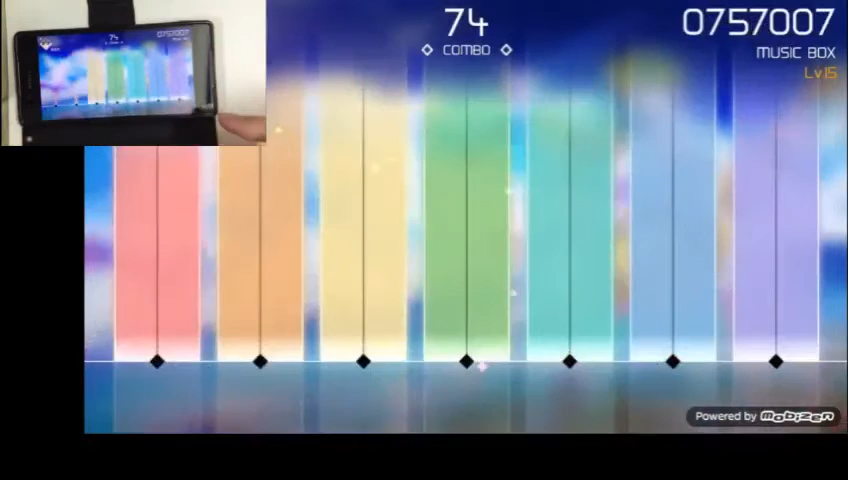 74
COMBO
0757007
MUSIC BOX
Lv15
Powered by mobizen